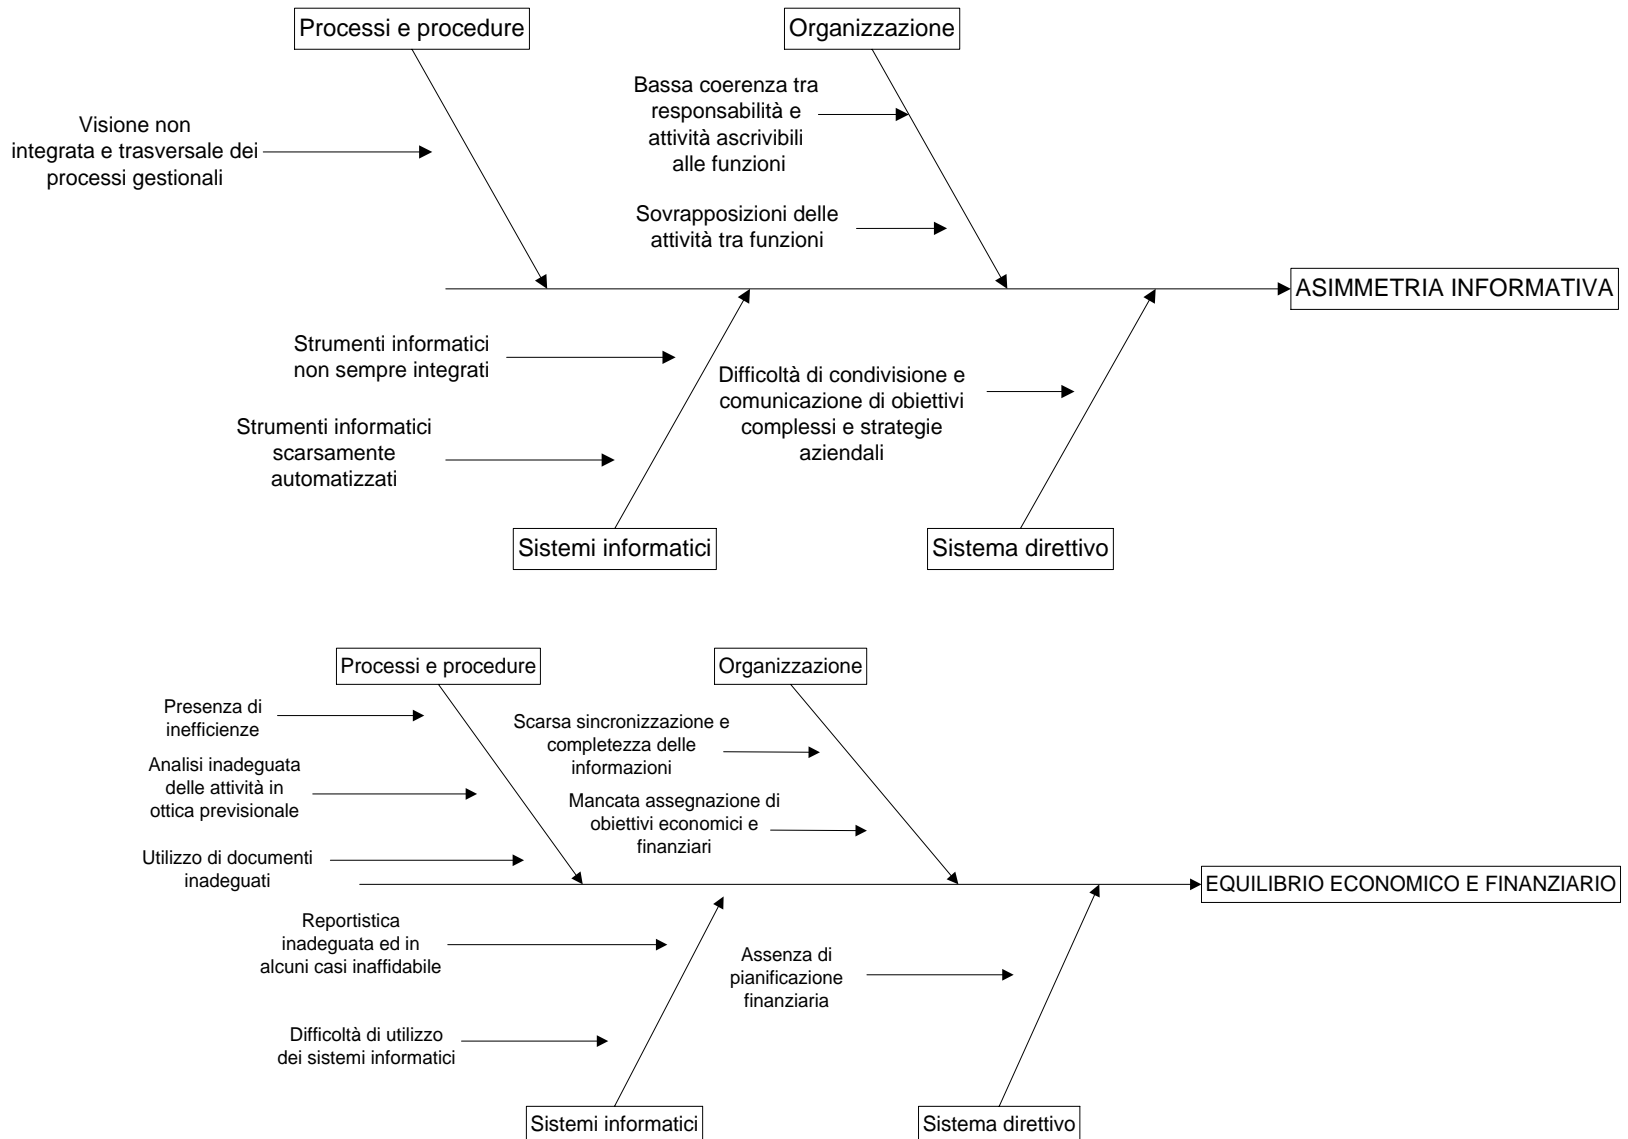 Processi e procedure
Organizzazione
Bassa coerenza tra
responsabilità e
attività ascrivibili
alle funzioni
Visione non
integrata e trasversale dei
processi gestionali
Sovrapposizioni delle
attività tra funzioni
ASIMMETRIA INFORMATIVA
Strumenti informatici
non sempre integrati
Difficoltà di condivisione e
comunicazione di obiettivi
complessi e strategie
aziendali
Strumenti informatici
scarsamente
automatizzati
Sistemi informatici
Sistema direttivo
Processi e procedure
Organizzazione
Presenza di
inefficienze
Scarsa sincronizzazione e
completezza delle
informazioni
Analisi inadeguata
delle attività in
ottica previsionale
Mancata assegnazione di
obiettivi economici e
finanziari
Utilizzo di documenti
inadeguati
EQUILIBRIO ECONOMICO E FINANZIARIO
Reportistica
inadeguata ed in
alcuni casi inaffidabile
Assenza di
pianificazione
finanziaria
Difficoltà di utilizzo
dei sistemi informatici
Sistemi informatici
Sistema direttivo